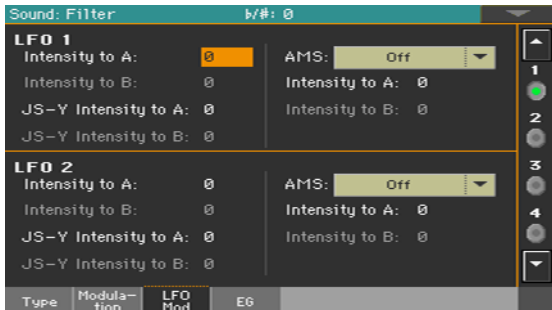 Sound: Filter ♭/#: 0
LFO 1
Intensity to A: 0 AMS: Off
Intensity to B: 0 Intensity to A: 0
JS-Y Intensity to A: 0 Intensity to B: 0
JS-Y Intensity to B: 0
LFO 2
Intensity to A: 0 AMS: Off
Intensity to B: 0 Intensity to A: 0
JS-Y Intensity to A: 0 Intensity to B: 0
JS-Y Intensity to B: 0
1
2
3
4
Type Modula- LFO EG
tion Mod